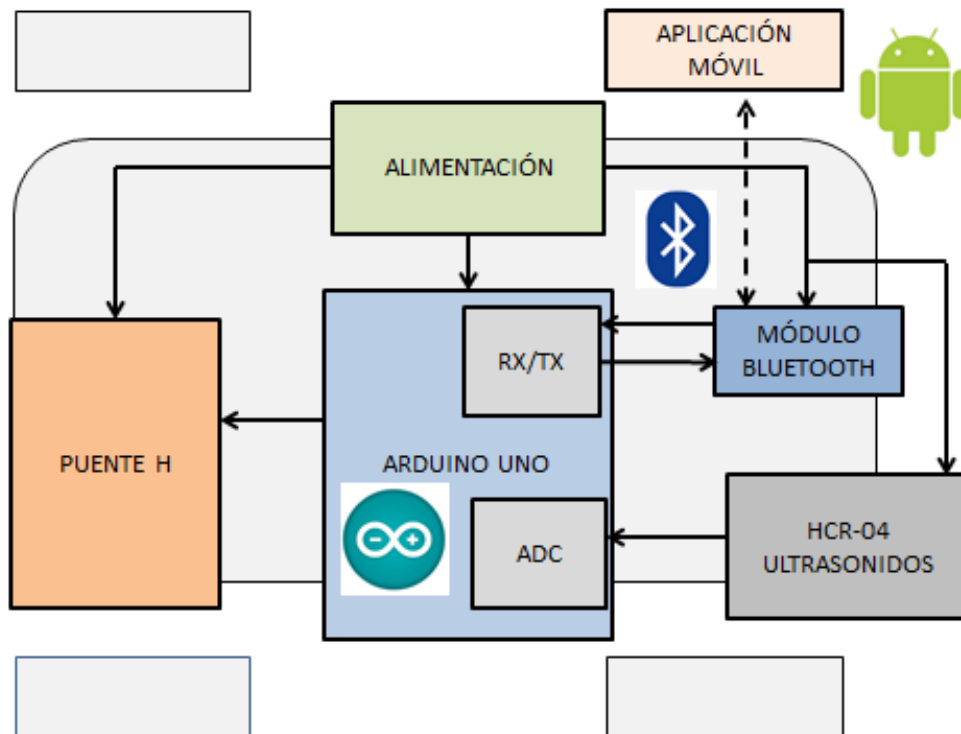 APLICACIÓN
MÓVIL
ALIMENTACIÓN
RX/TX
MÓDULO
BLUETOOTH
PUENTE H
ARDUINO UNO
ADC
HCR-04
ULTRASONIDOS